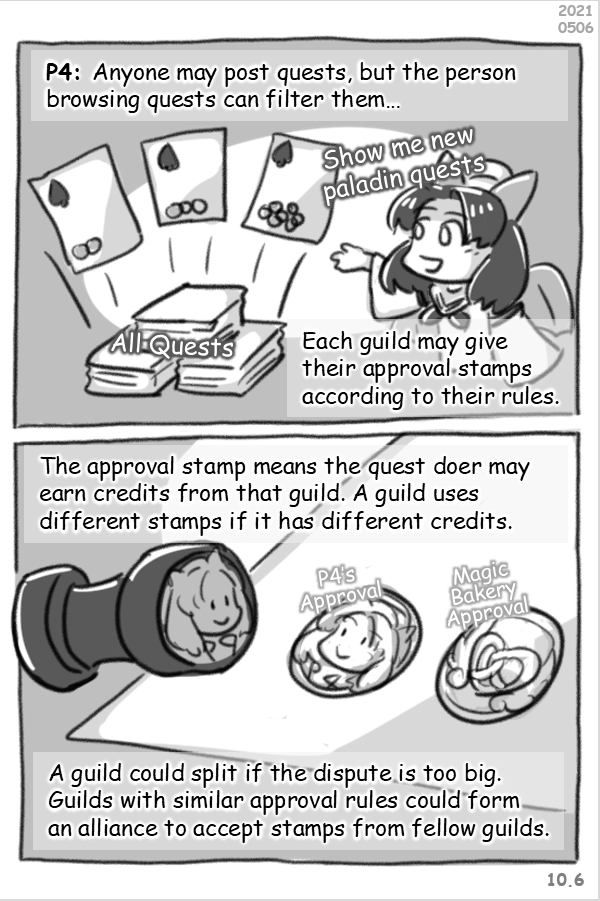 2021
0506
P4: Anyone may post quests, but the person
browsing quests can filter them...
Show me new
paladin quests
All Quests
Each guild may give
their approval stamps
according to their rules.
The approval stamp means the quest doer may
earn credits from that guild. A guild uses
different stamps if it has different credits.
P4's
Approval
Magic
Bakery
Approval
A guild could split if the dispute is too big.
Guilds with similar approval rules could form
an alliance to accept stamps from fellow guilds.
10.6